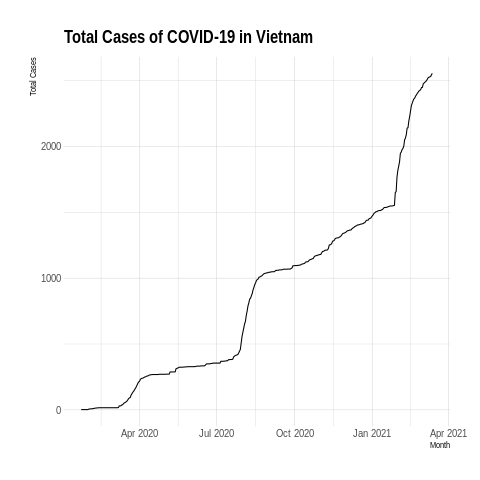 Total Cases of COVID-19 in Vietnam
Total Cases
2000
1000
0
Apr 2020
Jul 2020
Oct 2020
Jan 2021
Apr 2021
Month